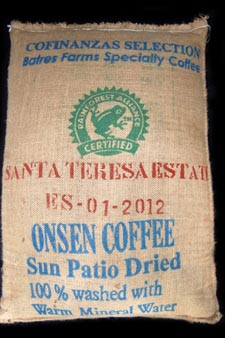 COFINANZAS SELECTION
Batres Farms Specialty Coffee
RAINFOREST ALLIANCE
CERTIFIED
SANTA TERESA ESTATE
ES-01-2012
ONSEN COFFEE
Sun Patio Dried
100% washed with
Warm Mineral Water